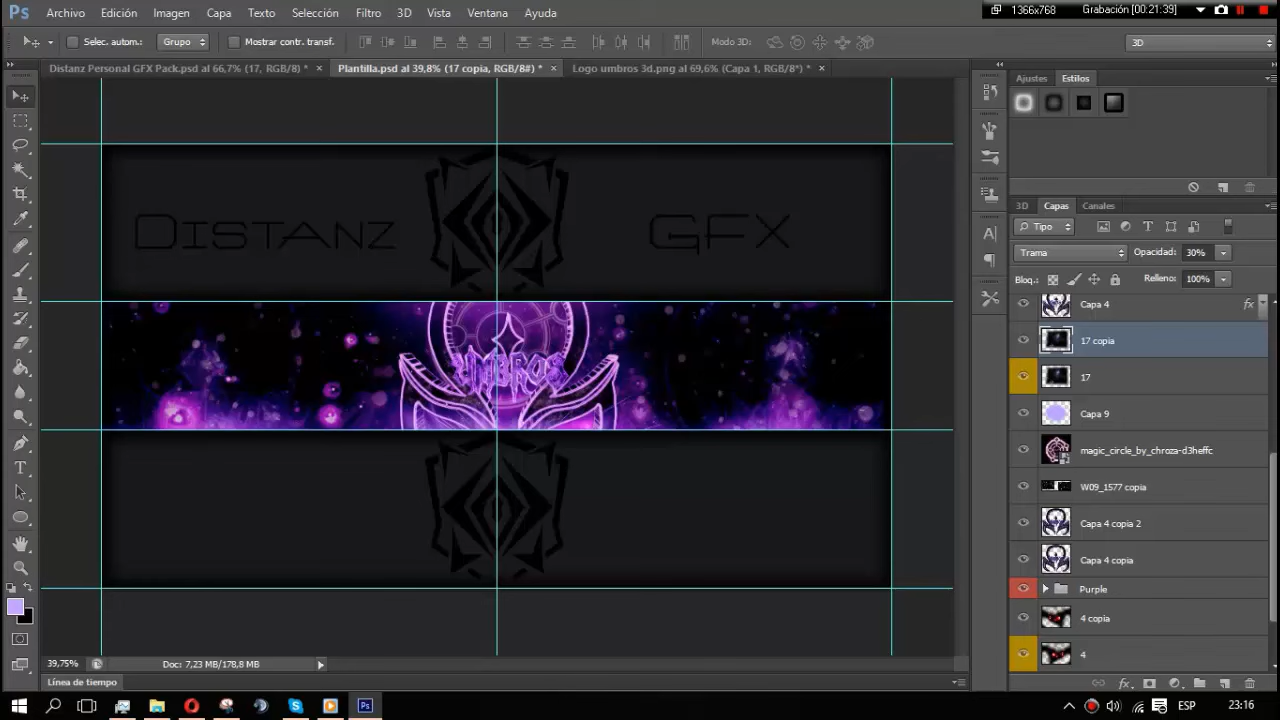 Ps Archivo Edición Imagen Capa Texto Selección Filtro 3D Vista Ventana Ayuda
1366x768 Grabación [00:21:39]
Selec. autom.: Grupo Mostrar contr. transf. Modo 3D: 3D
Distanz Personal GFX Pack.psd al 66,7% (17, RGB/8) * × Plantilla.psd al 39,8% (17 copia, RGB/8#) * × Logo umbros 3d.png al 69,6% (Capa 1, RGB/8*) * ×
Ajustes Estilos
3D Capas Canales
Tipo
Trama Opacidad: 30%
Bloq.: Relleno: 100%
Capa 4 fx
17 copia
17
Capa 9
magic_circle_by_chroza-d3heffc
W09_1577 copia
Capa 4 copia 2
Capa 4 copia
Purple
4 copia
4
Distanz GFX
UMBROS
39,75% Doc: 7,23 MB/178,8 MB
Línea de tiempo
ESP 23:16